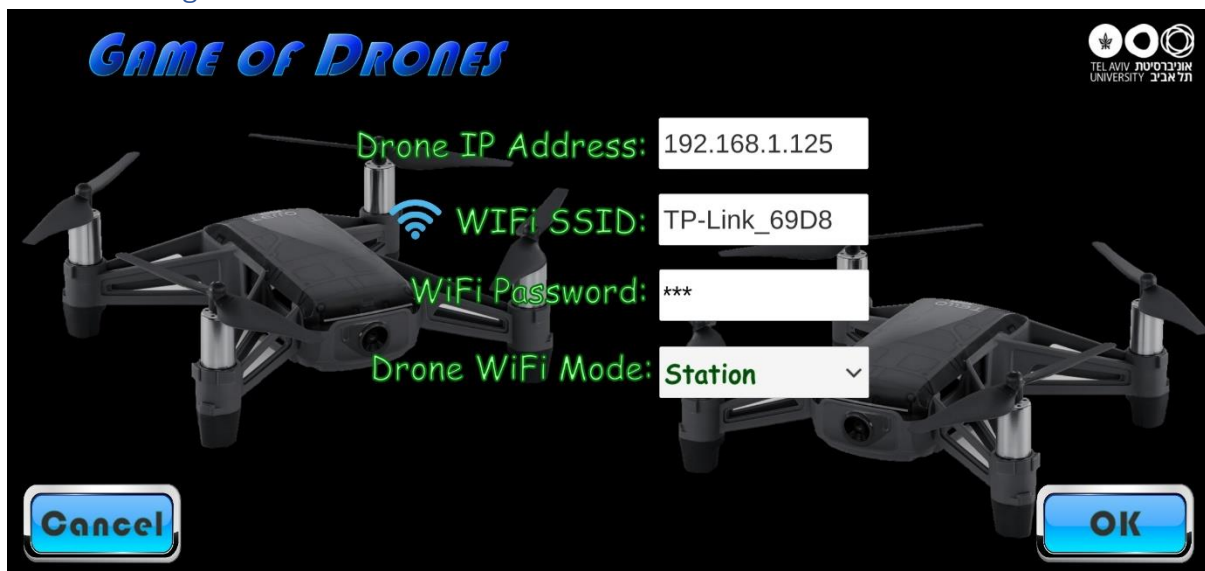 GAME OF DRONES
TEL AVIV אוניברסיטת
UNIVERSITY תל אביב
Drone IP Address: 192.168.1.125
WIFi SSID: TP-Link_69D8
WiFi Password: ***
Drone WiFi Mode: Station
Cancel
OK